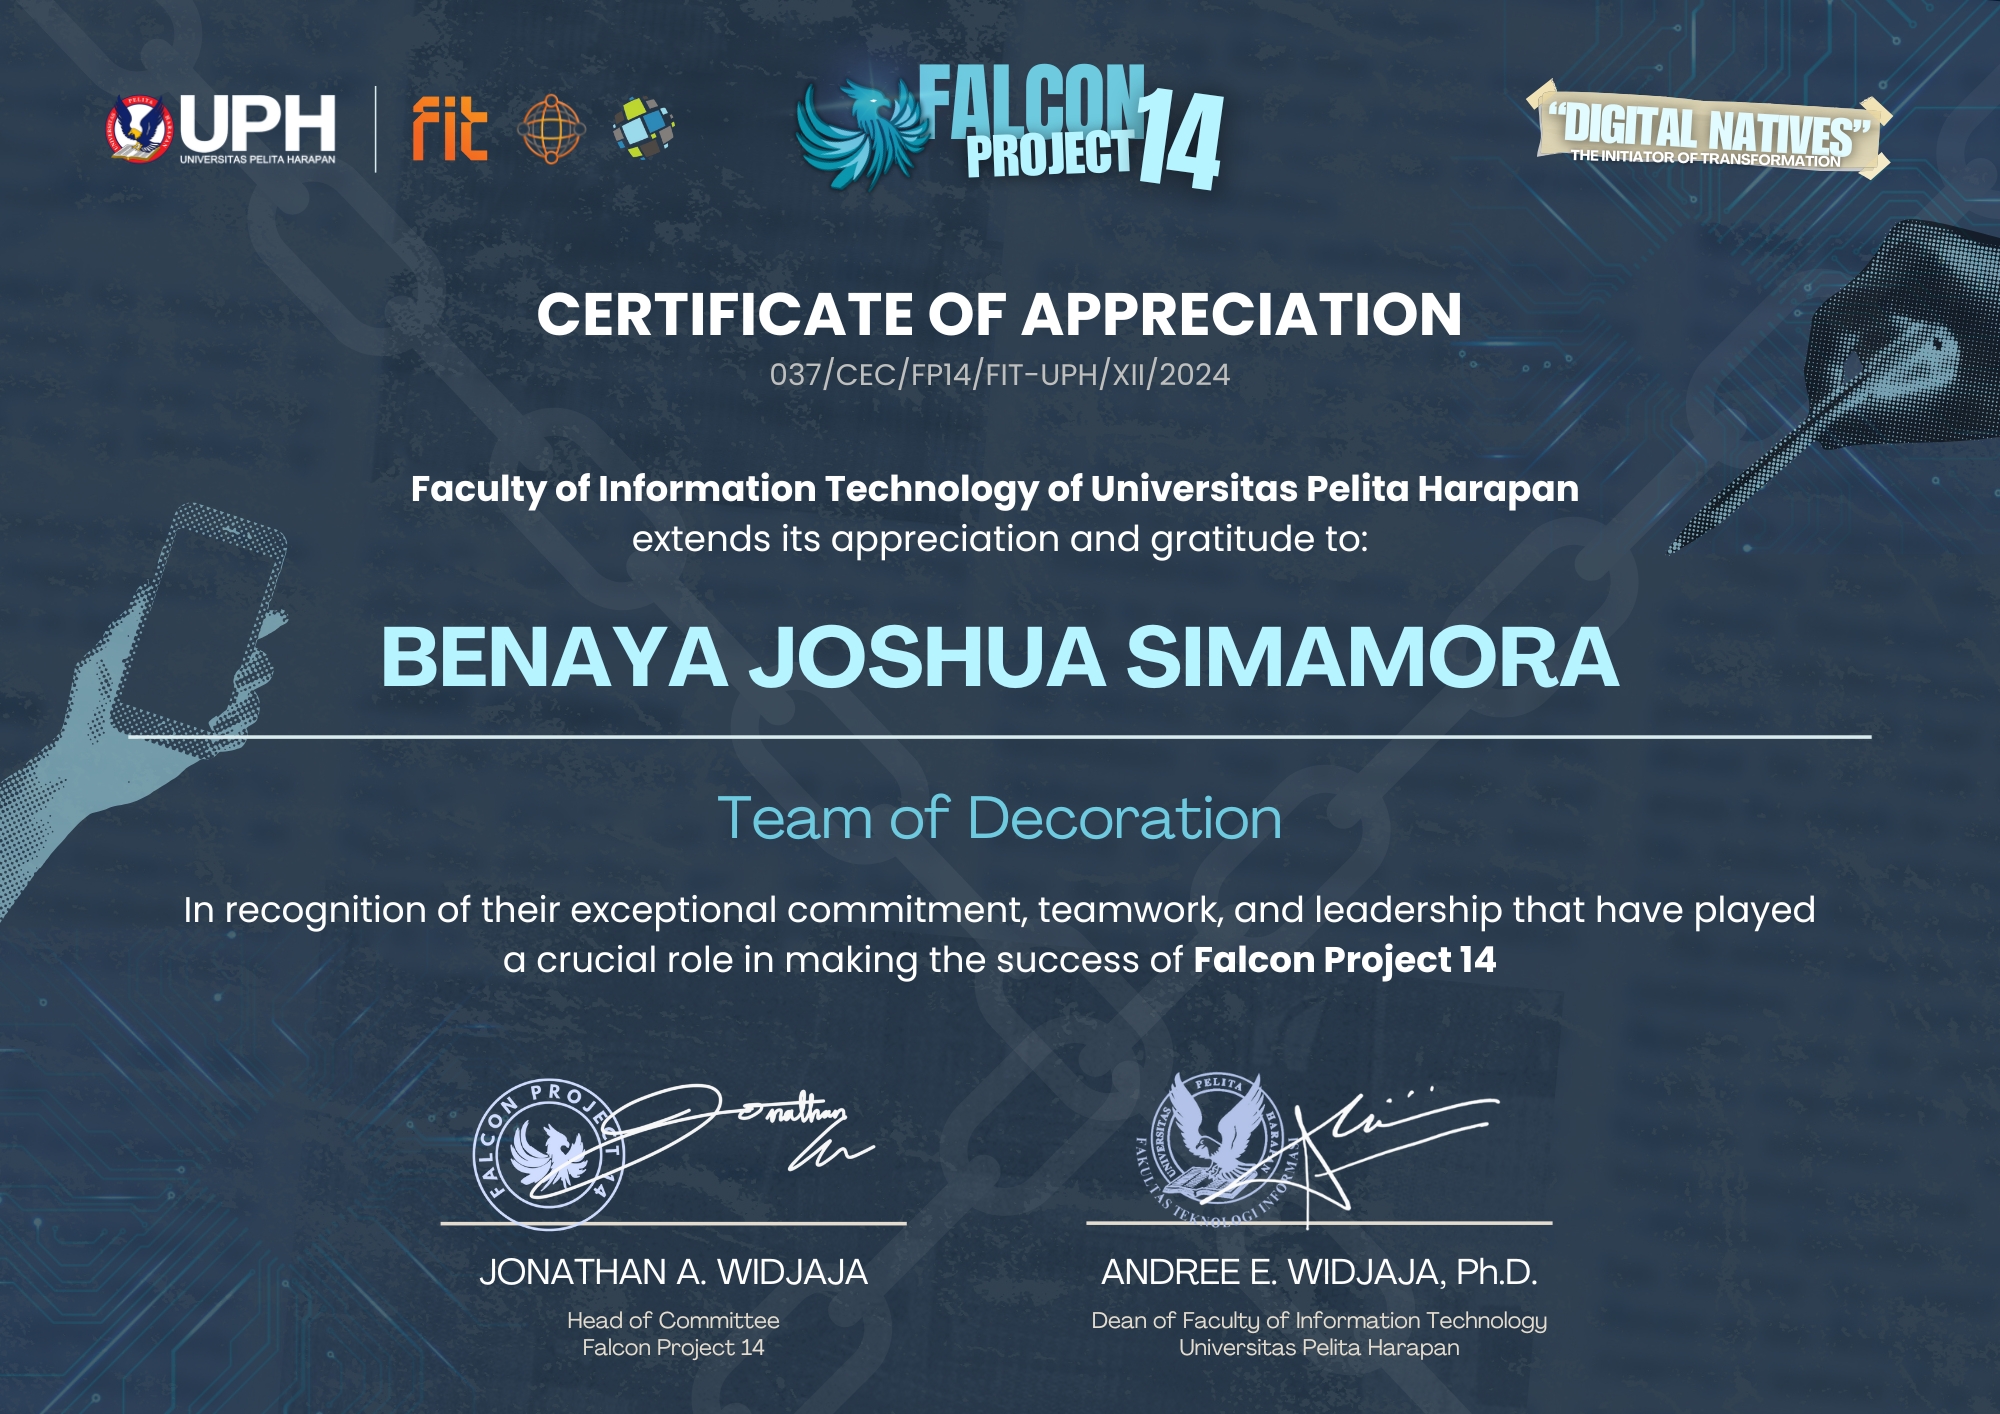 UPH
UNIVERSITAS PELITA HARAPAN
fit
FALCON
PROJECT 14
“DIGITAL NATIVES”
THE INITIATOR OF TRANSFORMATION
CERTIFICATE OF APPRECIATION
037/CEC/FP14/FIT-UPH/XII/2024
Faculty of Information Technology of Universitas Pelita Harapan
extends its appreciation and gratitude to:
BENAYA JOSHUA SIMAMORA
Team of Decoration
In recognition of their exceptional commitment, teamwork, and leadership that have played
a crucial role in making the success of Falcon Project 14
FALCON PROJECT 14
Jonathan
PELITA
UNIVERSITAS
HARAPAN
FAKULTAS TEKNOLOGI INFORMASI
JONATHAN A. WIDJAJA
Head of Committee
Falcon Project 14
ANDREE E. WIDJAJA, Ph.D.
Dean of Faculty of Information Technology
Universitas Pelita Harapan